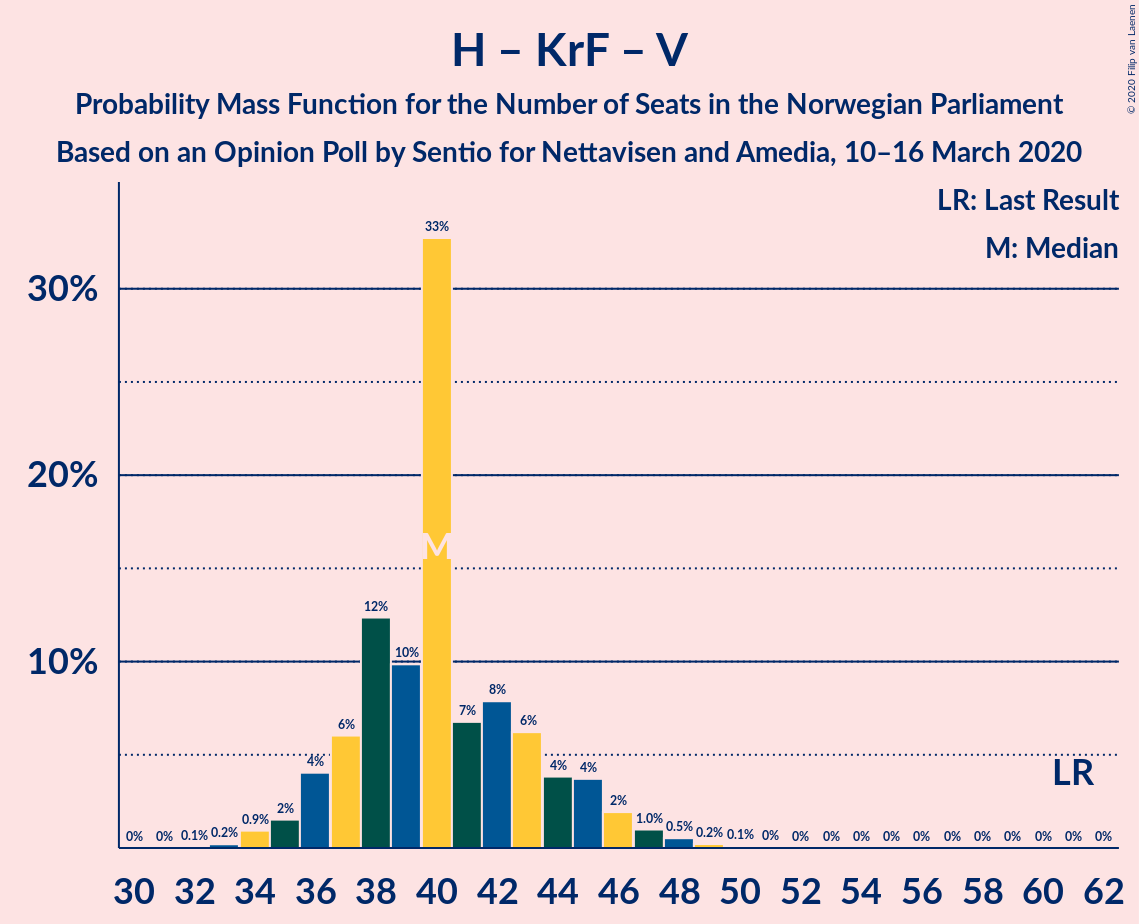 © 2020 Filip van Laenen
H – KrF – V
Probability Mass Function for the Number of Seats in the Norwegian Parliament
Based on an Opinion Poll by Sentio for Nettavisen and Amedia, 10–16 March 2020
LR: Last Result
M: Median
30%
20%
10%
0% 0% 0.1% 0.2% 0.9% 2% 4% 6% 12% 10% 33% 7% 8% 6% 4% 4% 2% 1.0% 0.5% 0.2% 0.1% 0% 0% 0% 0% 0% 0% 0% 0% 0% 0% 0% 0%
M
LR
30 32 34 36 38 40 42 44 46 48 50 52 54 56 58 60 62